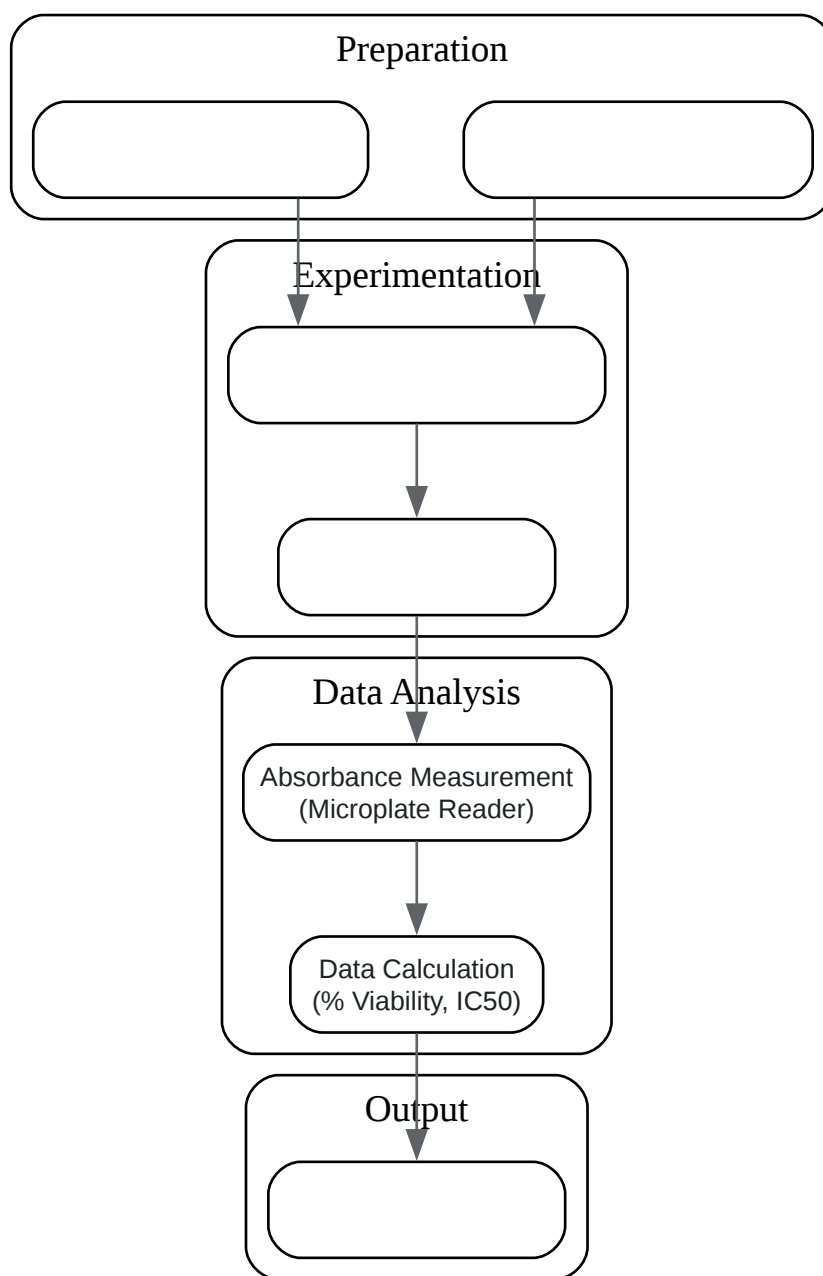 Preparation
Experimentation
Data Analysis
Absorbance Measurement
(Microplate Reader)
Data Calculation
(% Viability, IC50)
Output